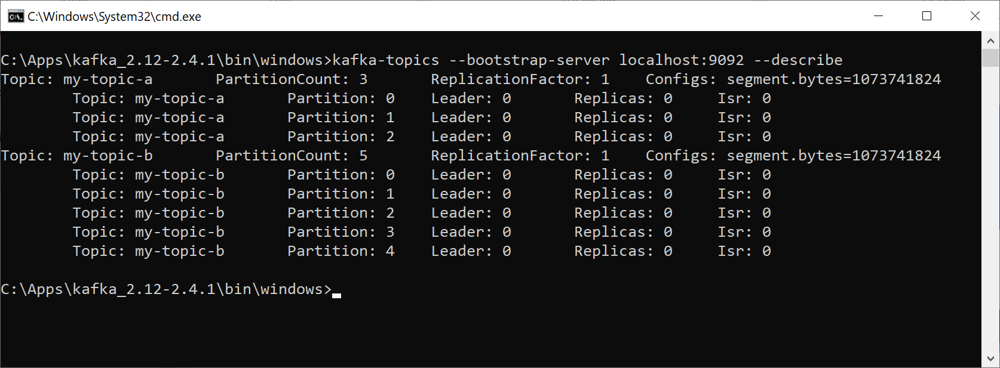 C:\Windows\System32\cmd.exe
C:\Apps\kafka_2.12-2.4.1\bin\windows>kafka-topics --bootstrap-server localhost:9092 --describe
Topic: my-topic-a	PartitionCount: 3	ReplicationFactor: 1	Configs: segment.bytes=1073741824
	Topic: my-topic-a	Partition: 0	Leader: 0	Replicas: 0	Isr: 0
	Topic: my-topic-a	Partition: 1	Leader: 0	Replicas: 0	Isr: 0
	Topic: my-topic-a	Partition: 2	Leader: 0	Replicas: 0	Isr: 0
Topic: my-topic-b	PartitionCount: 5	ReplicationFactor: 1	Configs: segment.bytes=1073741824
	Topic: my-topic-b	Partition: 0	Leader: 0	Replicas: 0	Isr: 0
	Topic: my-topic-b	Partition: 1	Leader: 0	Replicas: 0	Isr: 0
	Topic: my-topic-b	Partition: 2	Leader: 0	Replicas: 0	Isr: 0
	Topic: my-topic-b	Partition: 3	Leader: 0	Replicas: 0	Isr: 0
	Topic: my-topic-b	Partition: 4	Leader: 0	Replicas: 0	Isr: 0
C:\Apps\kafka_2.12-2.4.1\bin\windows>